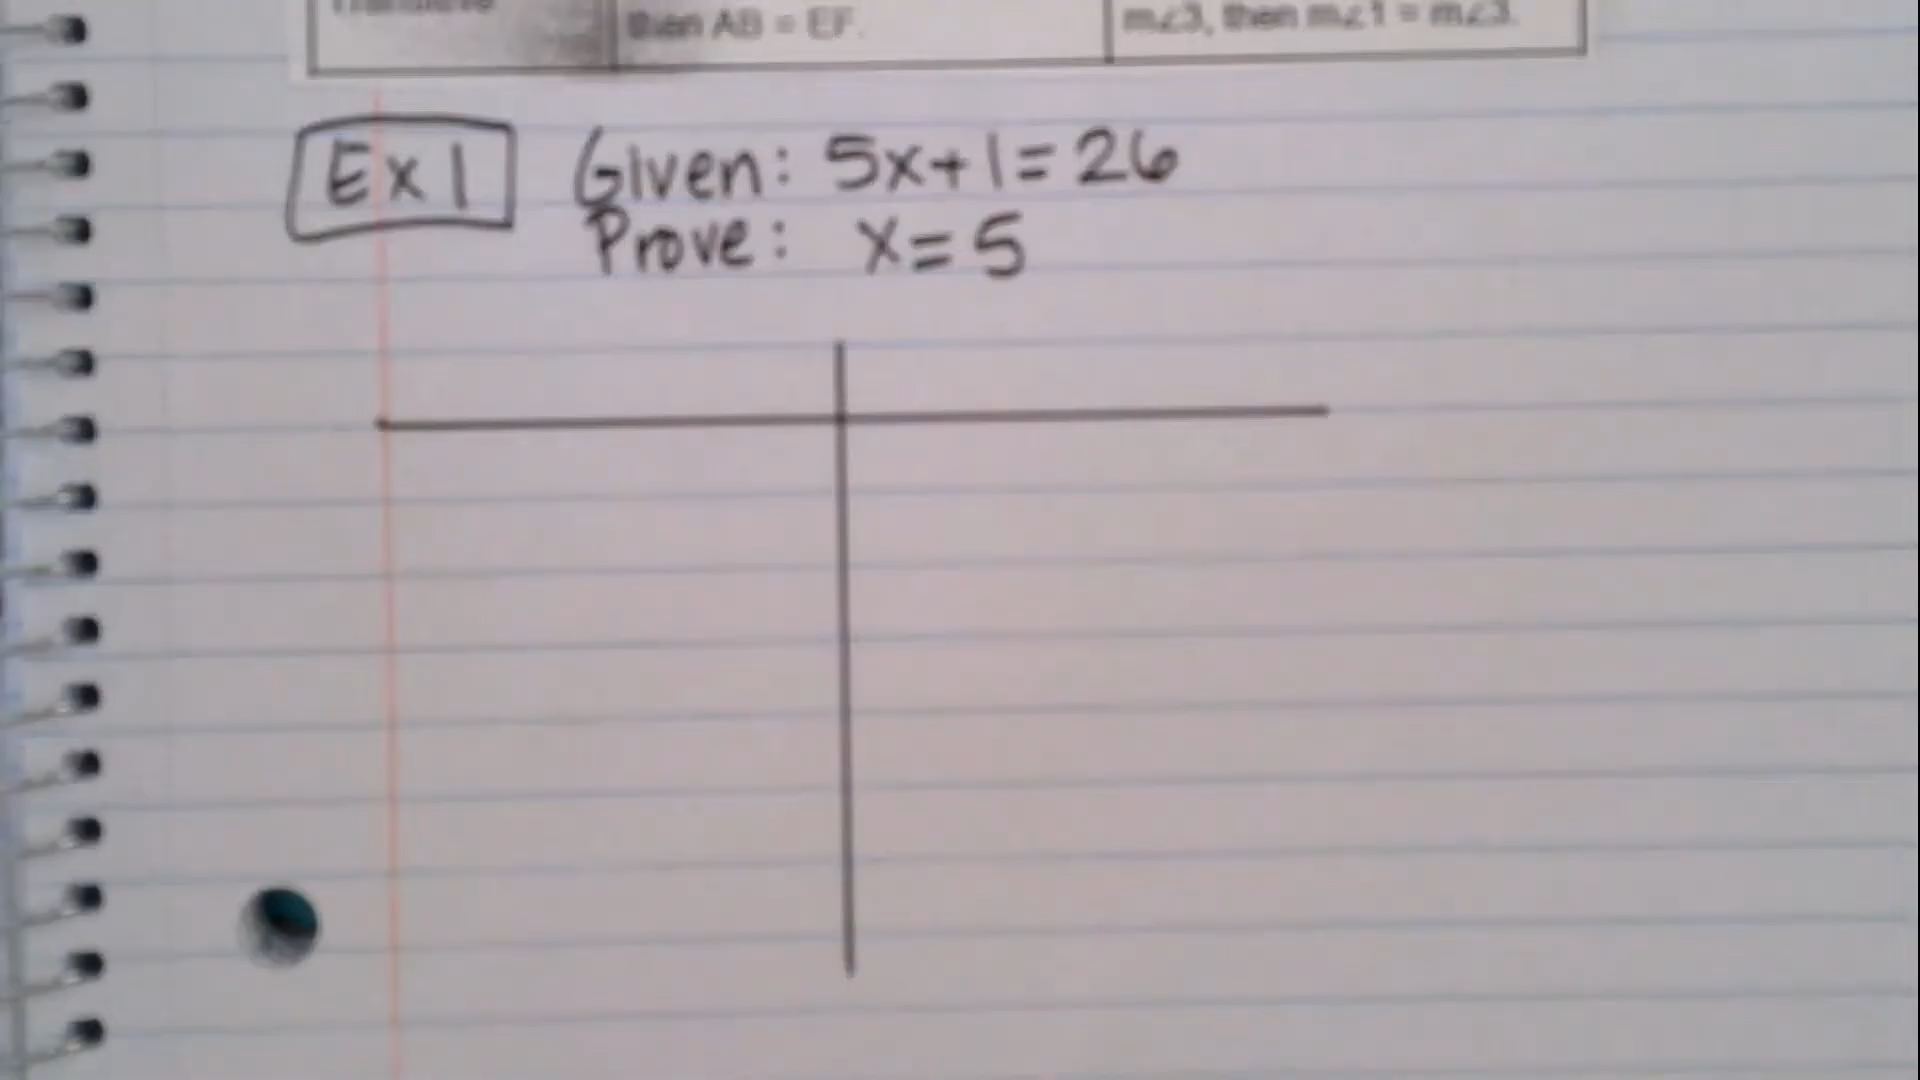 then AB = EF.
m∠3, then m∠1 = m∠3.
Ex 1 Given: 5x+1=26
Prove: x=5